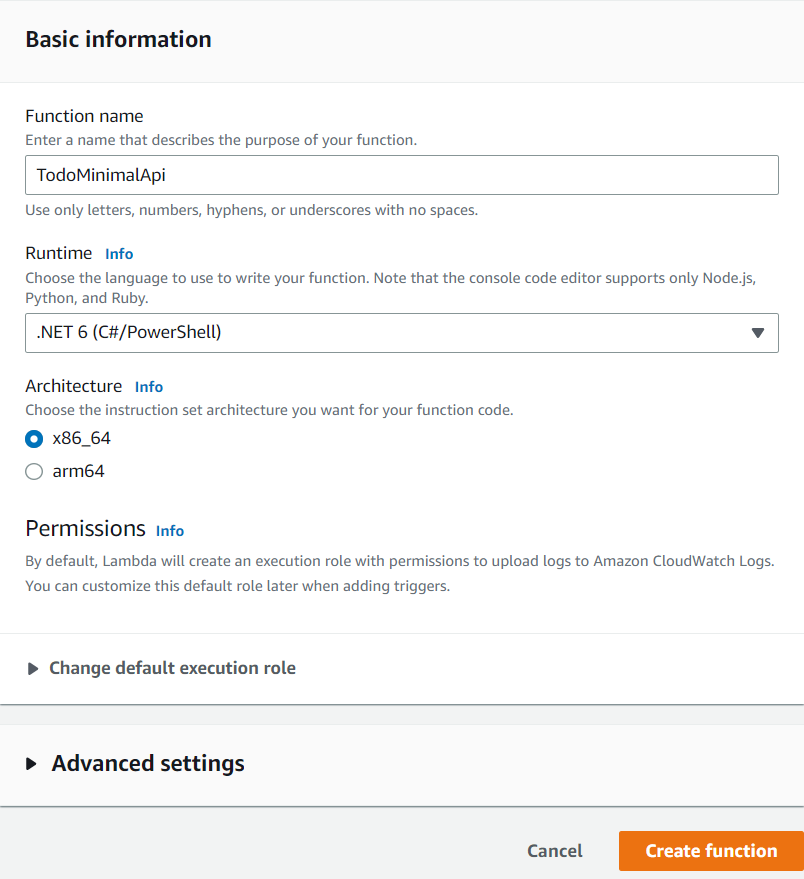 Basic information
Function name
Enter a name that describes the purpose of your function.
TodoMinimalApi
Use only letters, numbers, hyphens, or underscores with no spaces.
Runtime Info
Choose the language to use to write your function. Note that the console code editor supports only Node.js,
Python, and Ruby.
.NET 6 (C#/PowerShell)
Architecture Info
Choose the instruction set architecture you want for your function code.
x86_64
arm64
Permissions Info
By default, Lambda will create an execution role with permissions to upload logs to Amazon CloudWatch Logs.
You can customize this default role later when adding triggers.
Change default execution role
Advanced settings
Cancel Create function